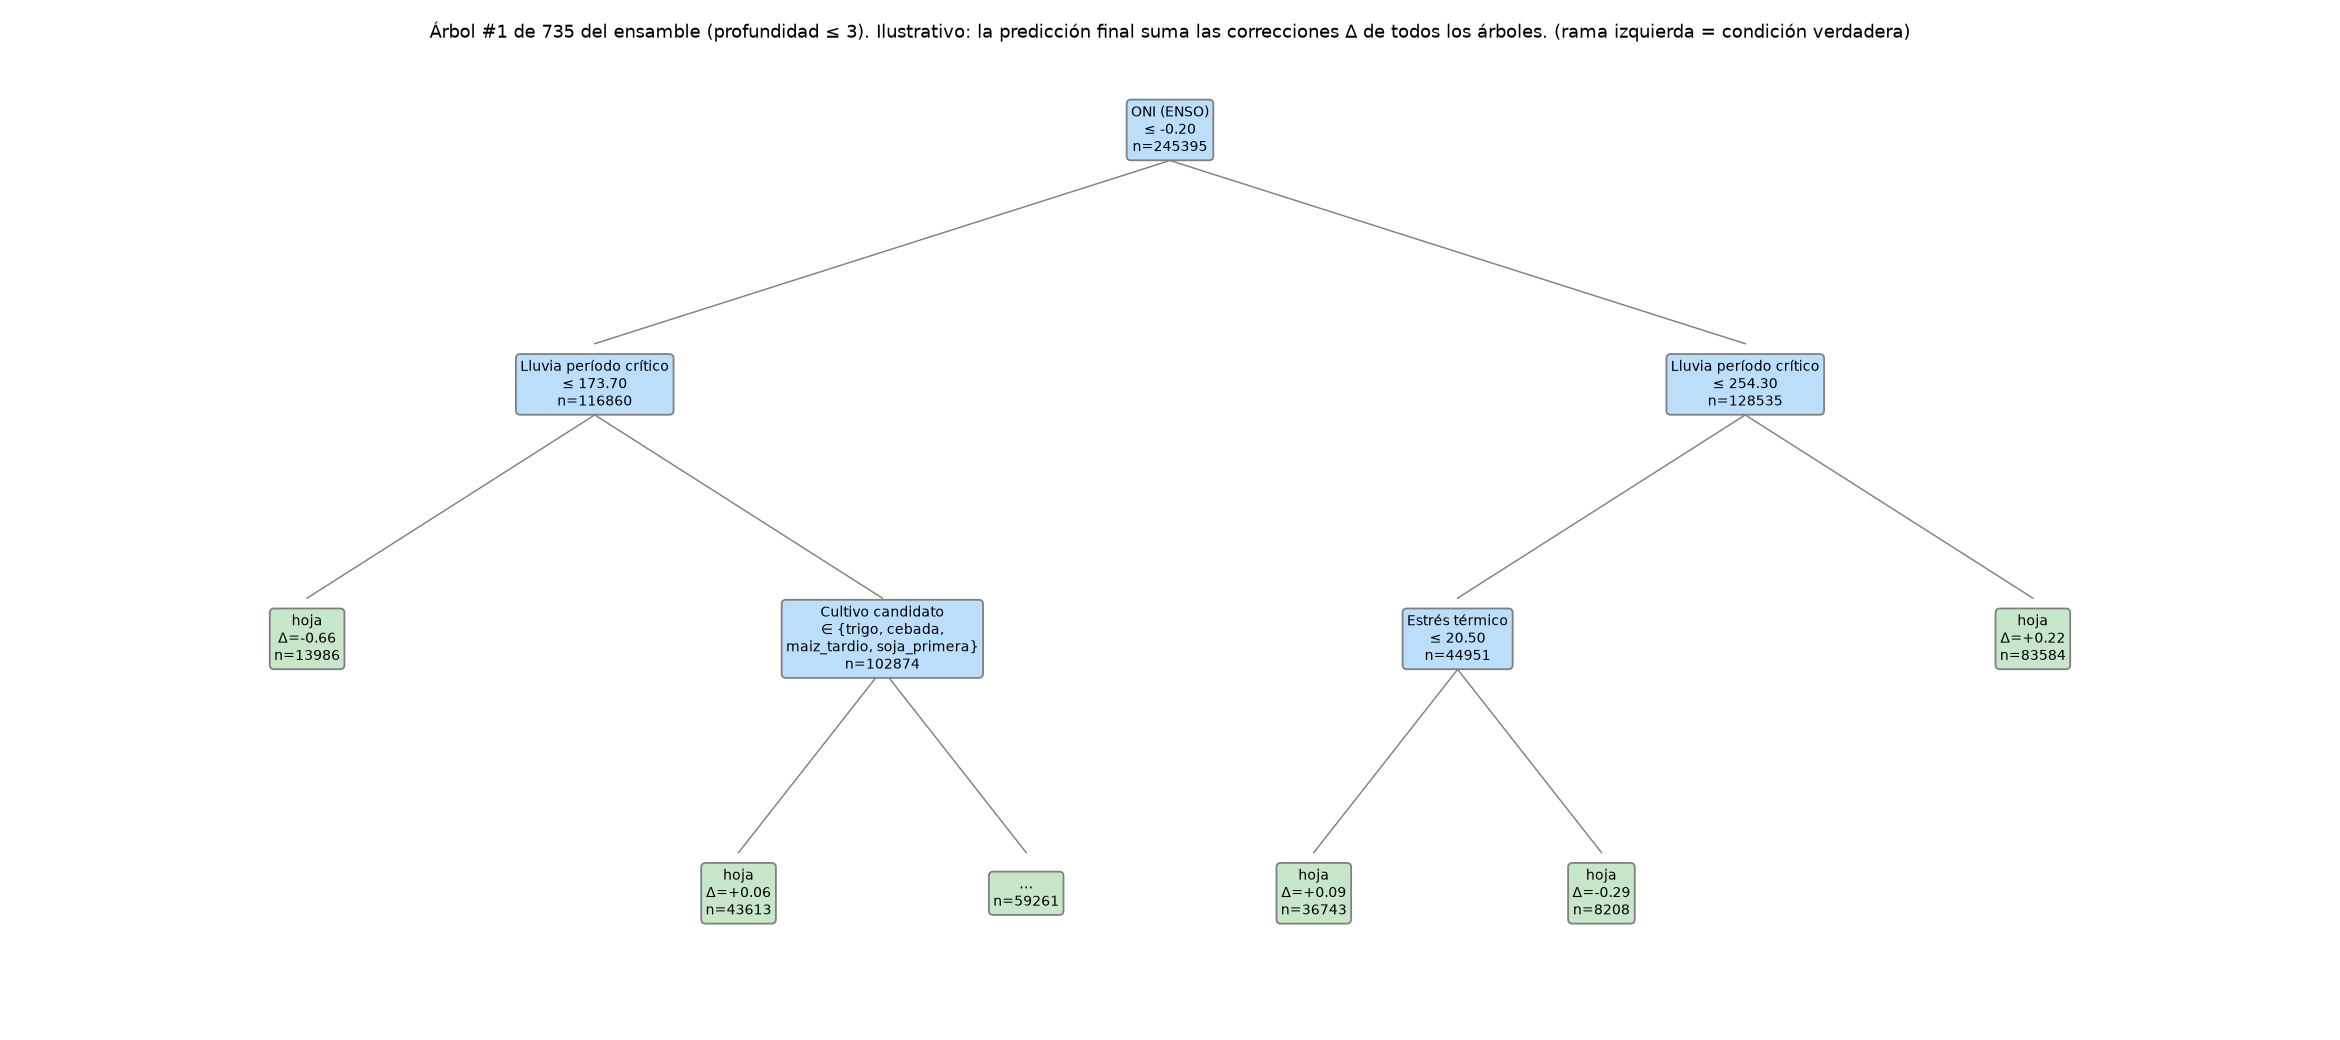 Árbol #1 de 735 del ensamble (profundidad ≤ 3). Ilustrativo: la predicción final suma las correcciones Δ de todos los árboles. (rama izquierda = condición verdadera)
ONI (ENSO)
≤ -0.20
n=245395
Lluvia período crítico
≤ 173.70
n=116860
Lluvia período crítico
≤ 254.30
n=128535
hoja
Δ=-0.66
n=13986
Cultivo candidato
∈ {trigo, cebada,
maiz_tardio, soja_primera}
n=102874
Estrés térmico
≤ 20.50
n=44951
hoja
Δ=+0.22
n=83584
hoja
Δ=+0.06
n=43613
...
n=59261
hoja
Δ=+0.09
n=36743
hoja
Δ=-0.29
n=8208